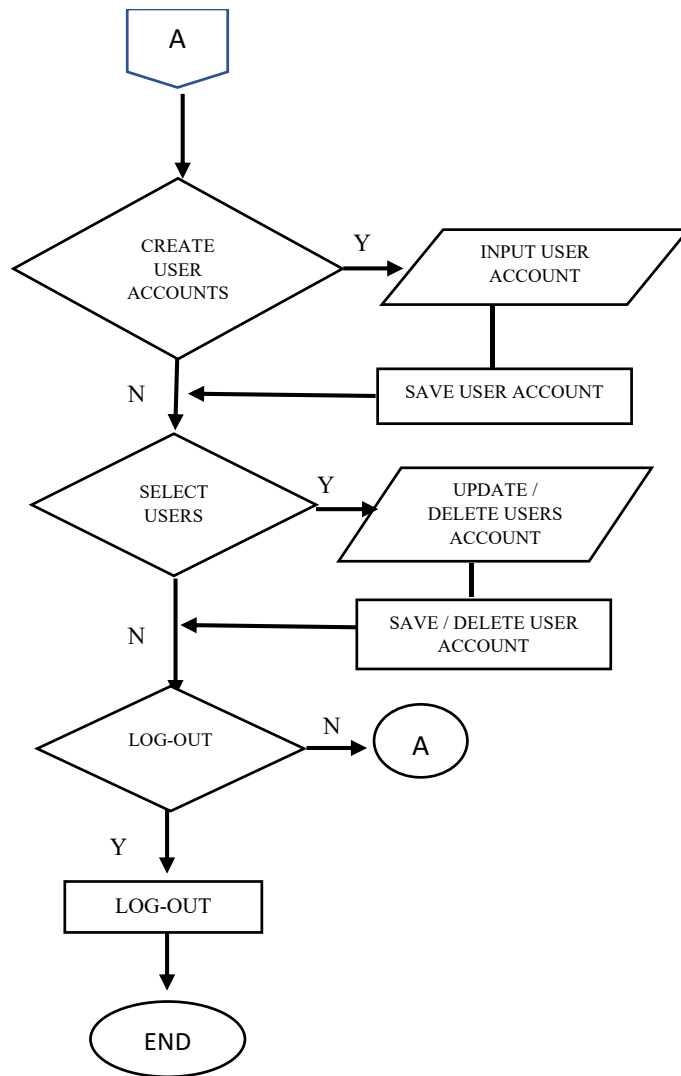 A
CREATE
USER
ACCOUNTS
Y
INPUT USER
ACCOUNT
N
SAVE USER ACCOUNT
SELECT
USERS
Y
UPDATE /
DELETE USERS
ACCOUNT
N
SAVE / DELETE USER
ACCOUNT
LOG-OUT
N
A
Y
LOG-OUT
END